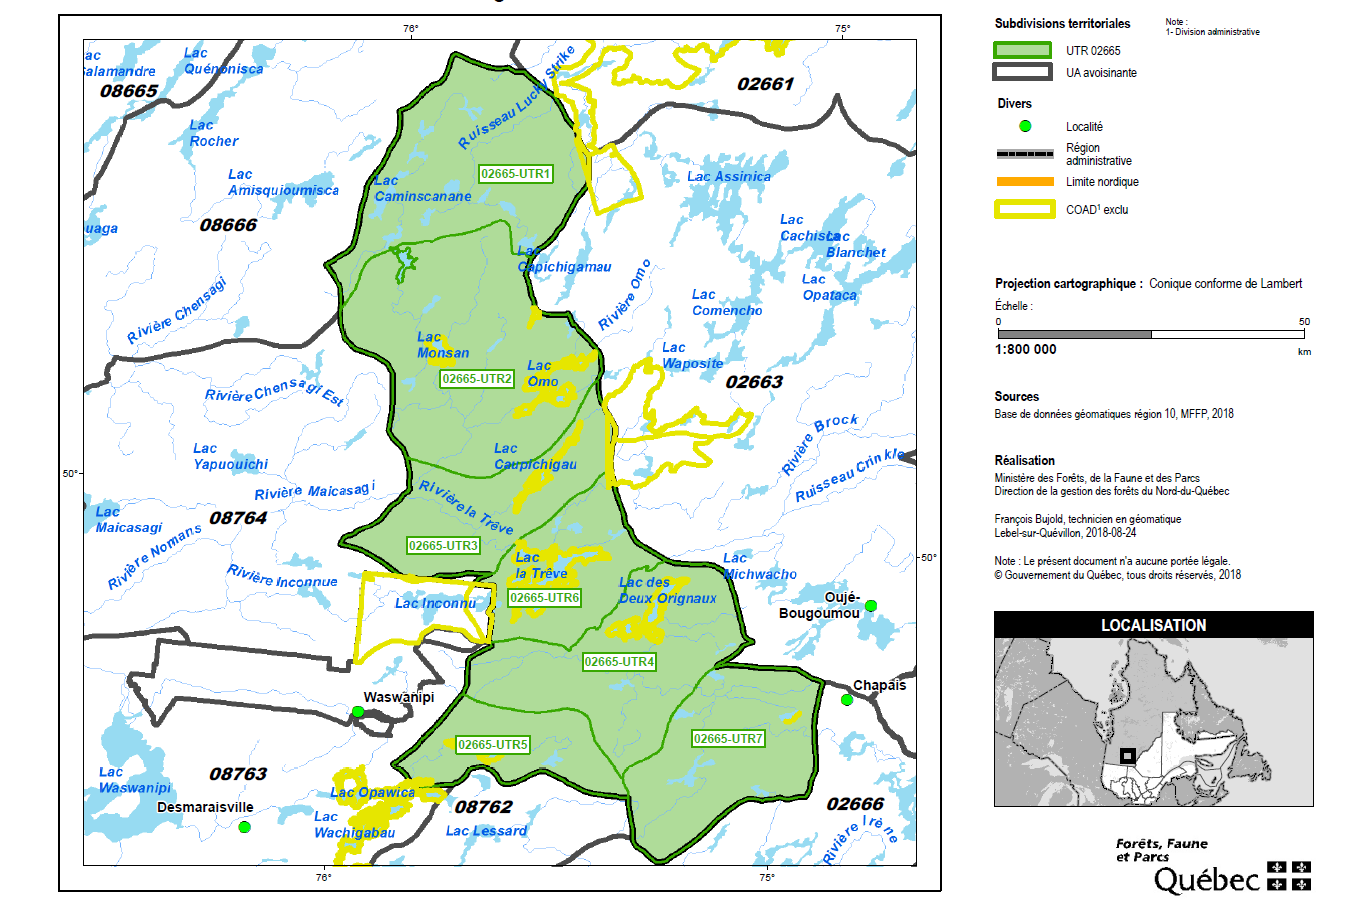 76°
75°
Lac
Quénonisca
08665
Lac
Rocher
Lac
Amisquioumisca
08666
Rivière Chensagi
Rivière Chensagi Est
Lac
Yapuouichi
Rivière Maicasagi
50°
08764
Lac
Maicasagi
Rivière Nomans
Rivière Inconnue
Lac Inconnu
Waswanipi
08763
Lac
Waswanipi
Desmaraisville
Lac Opawica
Lac
Wachigabau
08762
Lac Lessard
76°
75°
Ruisseau Lucky Strike
02665-UTR1
Lac
Caminscanane
Lac
Capichigamau
Lac
Monsan
02665-UTR2
Lac
Omo
Lac
Caupichigau
Rivière la Trêve
02665-UTR3
Lac
la Trêve
02665-UTR6
Lac des
Deux Orignaux
02665-UTR4
02665-UTR5
02665-UTR7
02661
Lac Assinica
Lac
Cachisca
Lac
Blanchet
Lac
Opataca
Rivière Omo
Lac
Comencho
Lac
Waposite
02663
Rivière Brock
Ruisseau Crinkle
50°
Lac
Michwacho
Oujé-
Bougoumou
Chapais
02666
Rivière Irène
Subdivisions territoriales
Note :
1- Division administrative
UTR 02665
UA avoisinante
Divers
Localité
Région
administrative
Limite nordique
COAD¹ exclu
Projection cartographique : Conique conforme de Lambert
Échelle :
0 50
1:800 000 km
Sources
Base de données géomatiques région 10, MFFP, 2018
Réalisation
Ministère des Forêts, de la Faune et des Parcs
Direction de la gestion des forêts du Nord-du-Québec
François Bujold, technicien en géomatique
Lebel-sur-Quévillon, 2018-08-24
Note : Le présent document n'a aucune portée légale.
© Gouvernement du Québec, tous droits réservés, 2018
LOCALISATION
Forêts, Faune
et Parcs
Québec